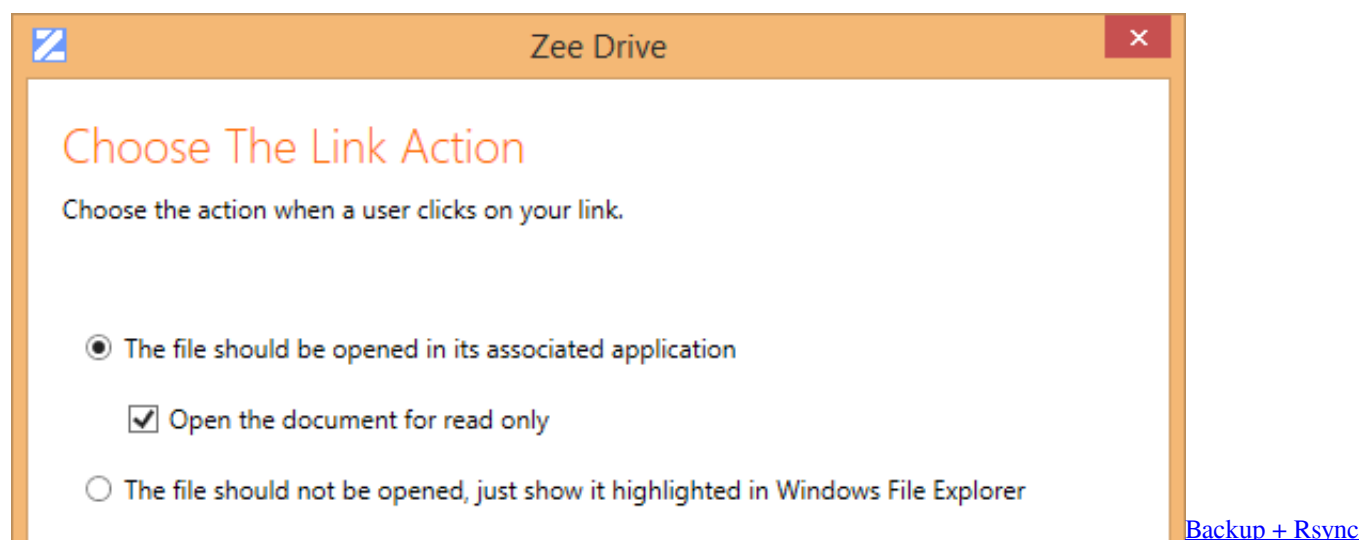 Zee Drive
Choose The Link Action
Choose the action when a user clicks on your link.
The file should be opened in its associated application
Open the document for read only
The file should not be opened, just show it highlighted in Windows File Explorer
Backup + Rsync